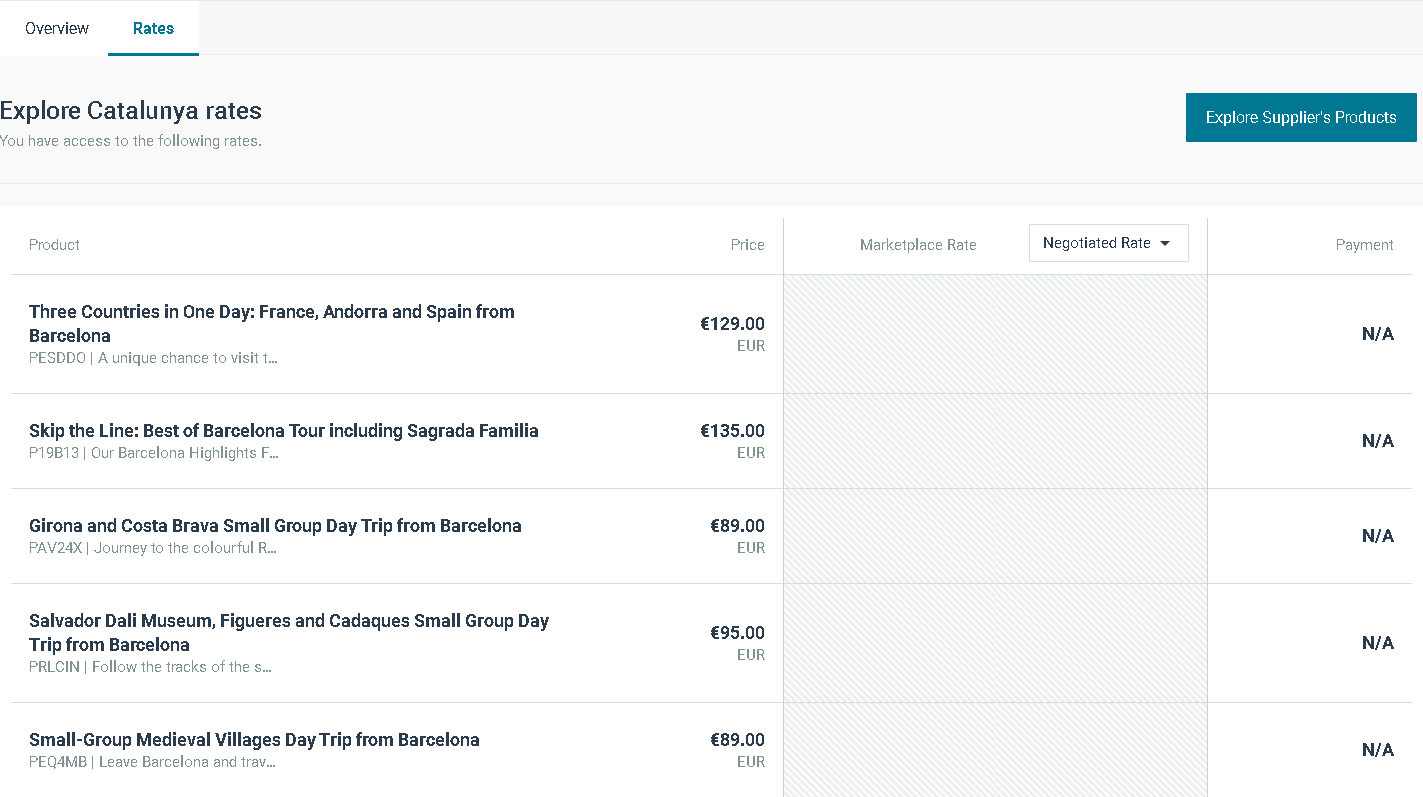 Overview
Rates
Explore Catalunya rates
You have access to the following rates.
Explore Supplier's Products
Product
Price
Marketplace Rate
Negotiated Rate
Payment
Three Countries in One Day: France, Andorra and Spain from
Barcelona
PESDDO | A unique chance to visit t...
€129.00
EUR
N/A
Skip the Line: Best of Barcelona Tour including Sagrada Familia
P19B13 | Our Barcelona Highlights F...
€135.00
EUR
N/A
Girona and Costa Brava Small Group Day Trip from Barcelona
PAV24X | Journey to the colourful R...
€89.00
EUR
N/A
Salvador Dali Museum, Figueres and Cadaques Small Group Day
Trip from Barcelona
PRLCIN | Follow the tracks of the s...
€95.00
EUR
N/A
Small-Group Medieval Villages Day Trip from Barcelona
PEQ4MB | Leave Barcelona and trav...
€89.00
EUR
N/A